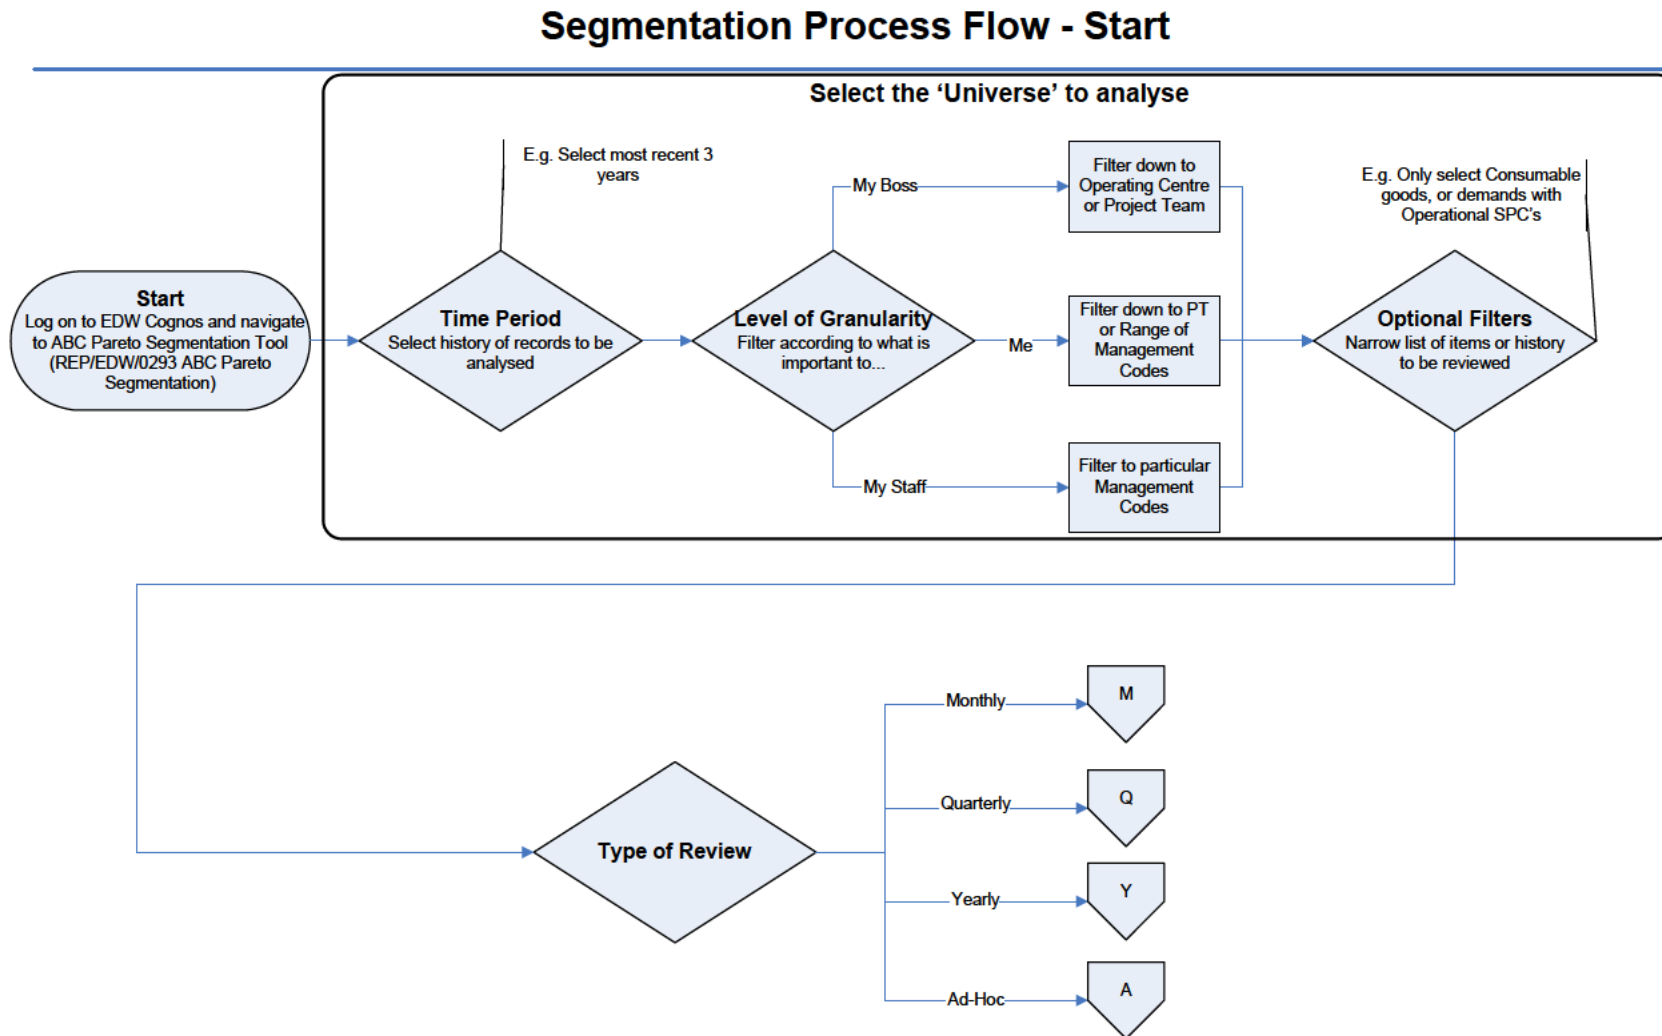 Segmentation Process Flow - Start
Select the ‘Universe’ to analyse
E.g. Select most recent 3
years
My Boss
Filter down to
Operating Centre
or Project Team
E.g. Only select Consumable
goods, or demands with
Operational SPC's
Start
Log on to EDW Cognos and navigate
to ABC Pareto Segmentation Tool
(REP/EDW/0293 ABC Pareto
Segmentation)
Time Period
Select history of records to be
analysed
Level of Granularity
Filter according to what is
important to...
Me
Filter down to PT
or Range of
Management
Codes
Optional Filters
Narrow list of items or history
to be reviewed
My Staff
Filter to particular
Management
Codes
Type of Review
Monthly
M
Quarterly
Q
Yearly
Y
Ad-Hoc
A